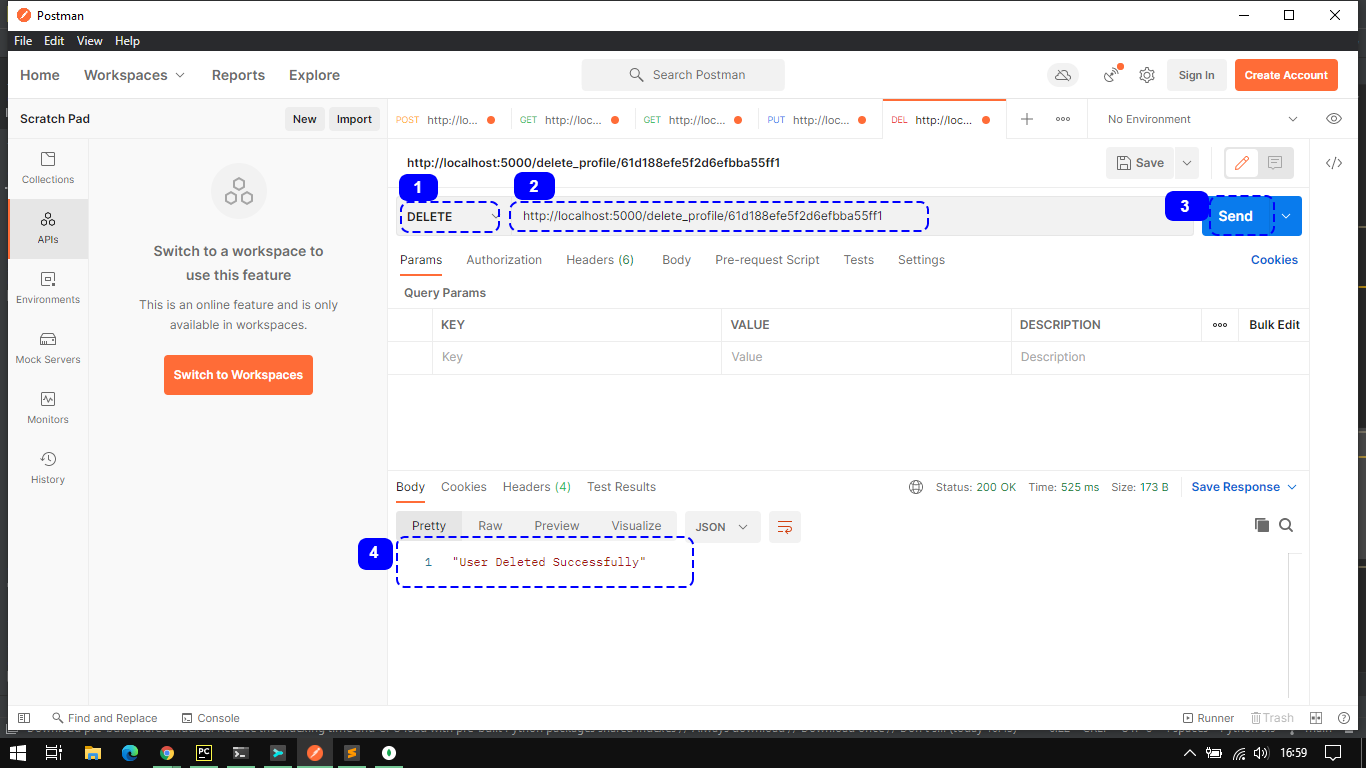 Postman
File Edit View Help
Home Workspaces Reports Explore Search Postman Sign In Create Account
Scratch Pad New Import
POST http://lo... GET http://loc... GET http://loc... PUT http://loc... DEL http://loc... No Environment
Collections
APIs
Environments
Mock Servers
Monitors
History
Switch to a workspace to
use this feature
This is an online feature and is only
available in workspaces.
Switch to Workspaces
http://localhost:5000/delete_profile/61d188efe5f2d6efbba55ff1 Save
1 2 3
DELETE http://localhost:5000/delete_profile/61d188efe5f2d6efbba55ff1 Send
Params Authorization Headers (6) Body Pre-request Script Tests Settings Cookies
Query Params
KEY VALUE DESCRIPTION Bulk Edit
Key Value Description
Body Cookies Headers (4) Test Results Status: 200 OK Time: 525 ms Size: 173 B Save Response
Pretty Raw Preview Visualize JSON
4
1 "User Deleted Successfully"
Find and Replace Console Runner Trash
PC 16:59